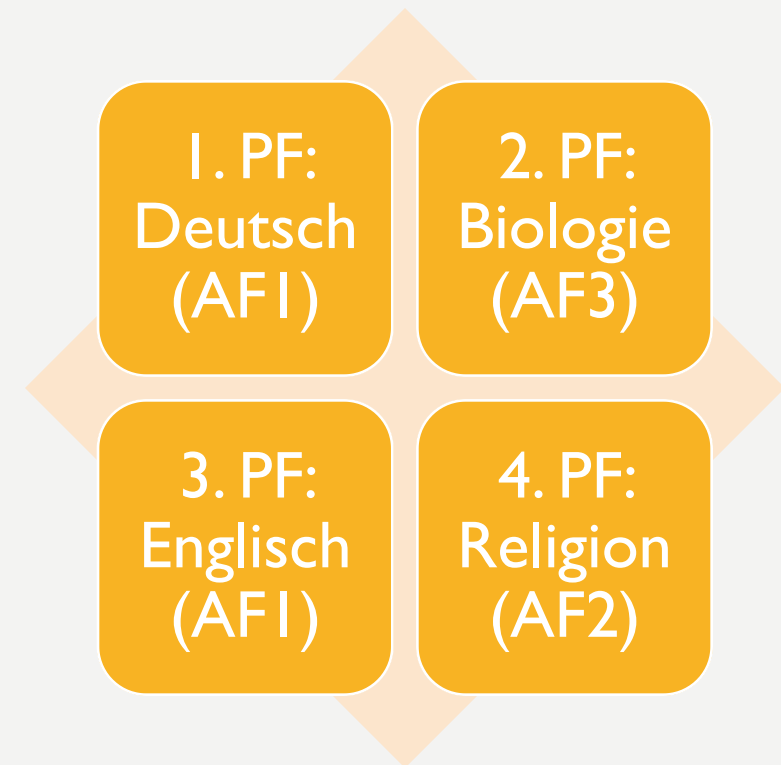 1. PF:
Deutsch
(AF1)
2. PF:
Biologie
(AF3)
3. PF:
Englisch
(AF1)
4. PF:
Religion
(AF2)